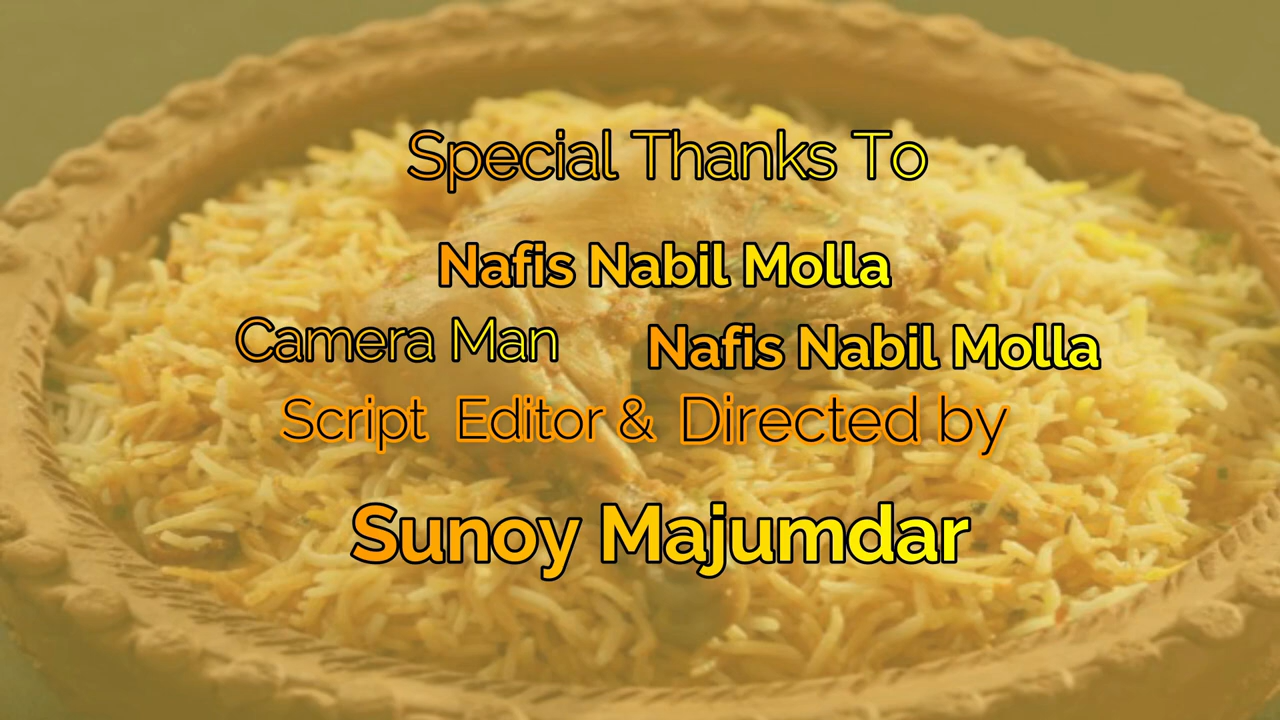 Special Thanks To
Nafis Nabil Molla
Camera Man Nafis Nabil Molla
Script Editor & Directed by
Sunoy Majumdar